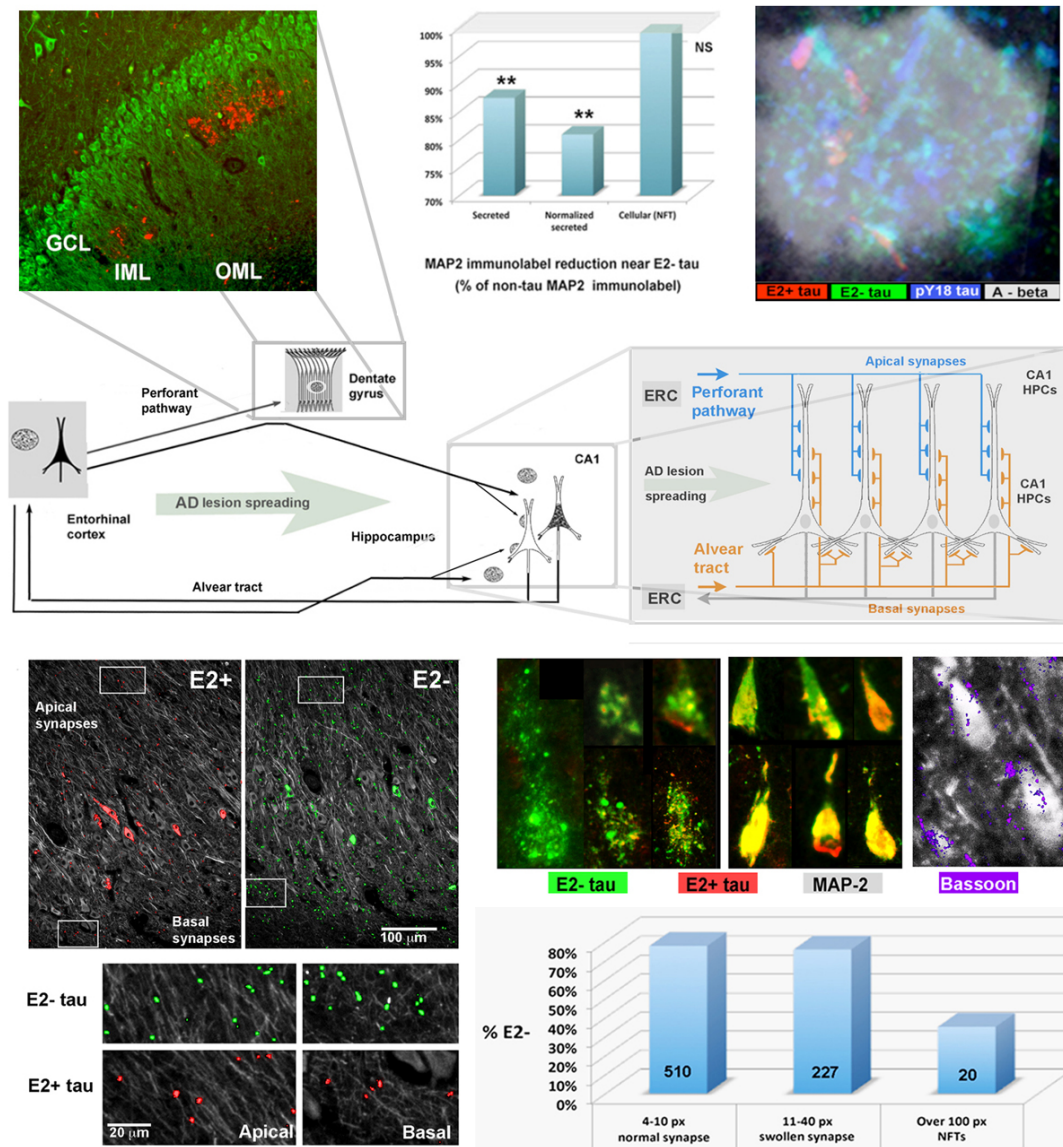 GCL
IML
OML
100%
95%
90%
85%
80%
75%
70%
**
**
NS
Secreted
Normalized
secreted
Cellular (NFT)
MAP2 immunolabel reduction near E2- tau
(% of non-tau MAP2 immunolabel)
E2+ tau
E2- tau
pY18 tau
A - beta
Perforant
pathway
Dentate
gyrus
Entorhinal
cortex
AD lesion spreading
Hippocampus
CA1
Alvear tract
Apical synapses
ERC
Perforant
pathway
CA1
HPCs
AD lesion
spreading
CA1
HPCs
Alvear
tract
ERC
Basal synapses
E2+
E2-
Apical
synapses
Basal
synapses
100 µm
E2- tau
E2+ tau
20 µm
Apical
Basal
E2- tau
E2+ tau
MAP-2
Bassoon
% E2-
80%
70%
60%
50%
40%
30%
20%
10%
0%
510
227
20
4-10 px
normal synapse
11-40 px
swollen synapse
Over 100 px
NFTs